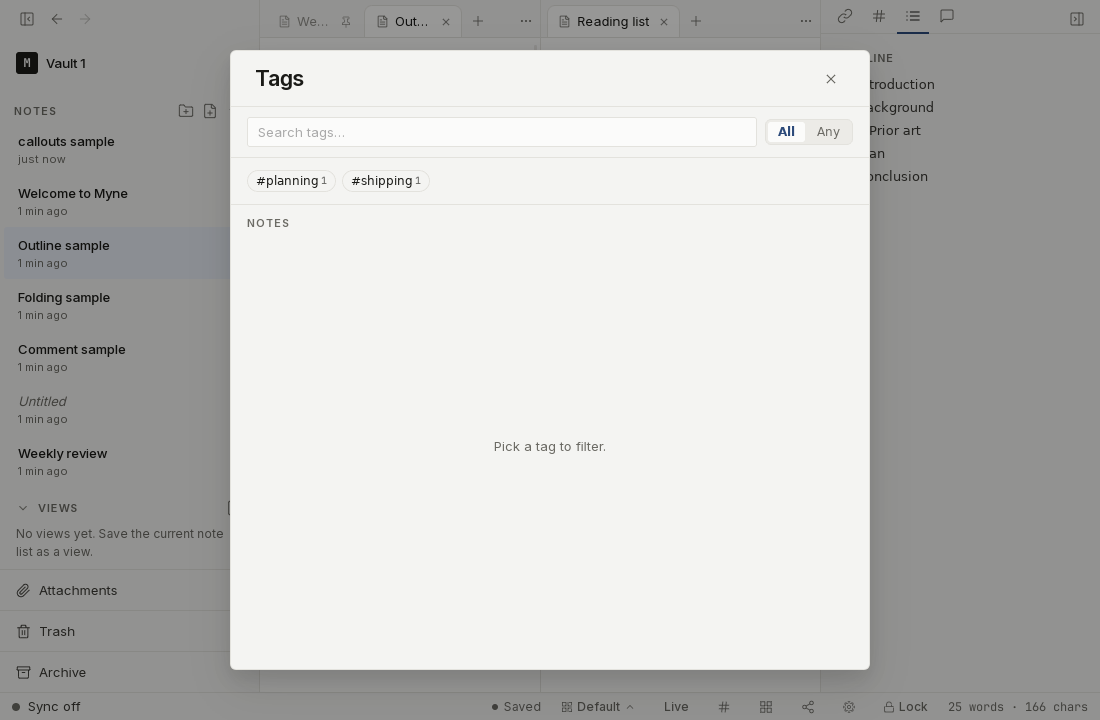 We...
Out...
Reading list
M
Vault 1
NOTES
callouts sample
just now
Welcome to Myne
1 min ago
Outline sample
1 min ago
Folding sample
1 min ago
Comment sample
1 min ago
Untitled
1 min ago
Weekly review
1 min ago
VIEWS
No views yet. Save the current note
list as a view.
Attachments
Trash
Archive
Tags
Search tags...
All
Any
#planning 1
#shipping 1
NOTES
Pick a tag to filter.
LINE
troduction
ackground
Prior art
an
onclusion
Sync off
Saved
Default
Live
Lock
25 words · 166 chars